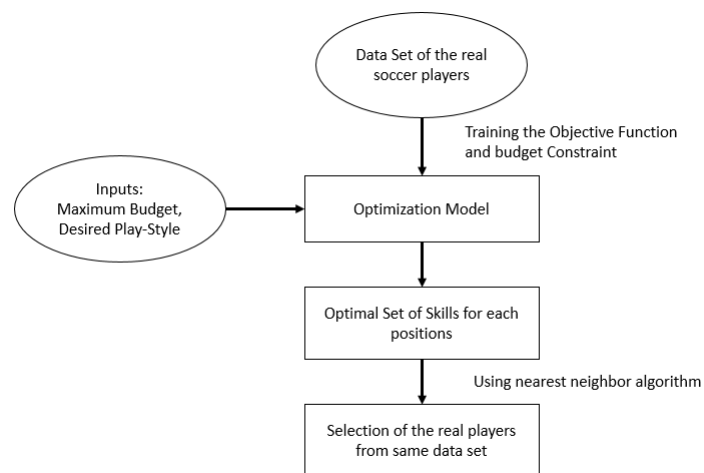 Data Set of the real
soccer players
Training the Objective Function
and budget Constraint
Inputs:
Maximum Budget,
Desired Play-Style
Optimization Model
Optimal Set of Skills for each
positions
Using nearest neighbor algorithm
Selection of the real players
from same data set